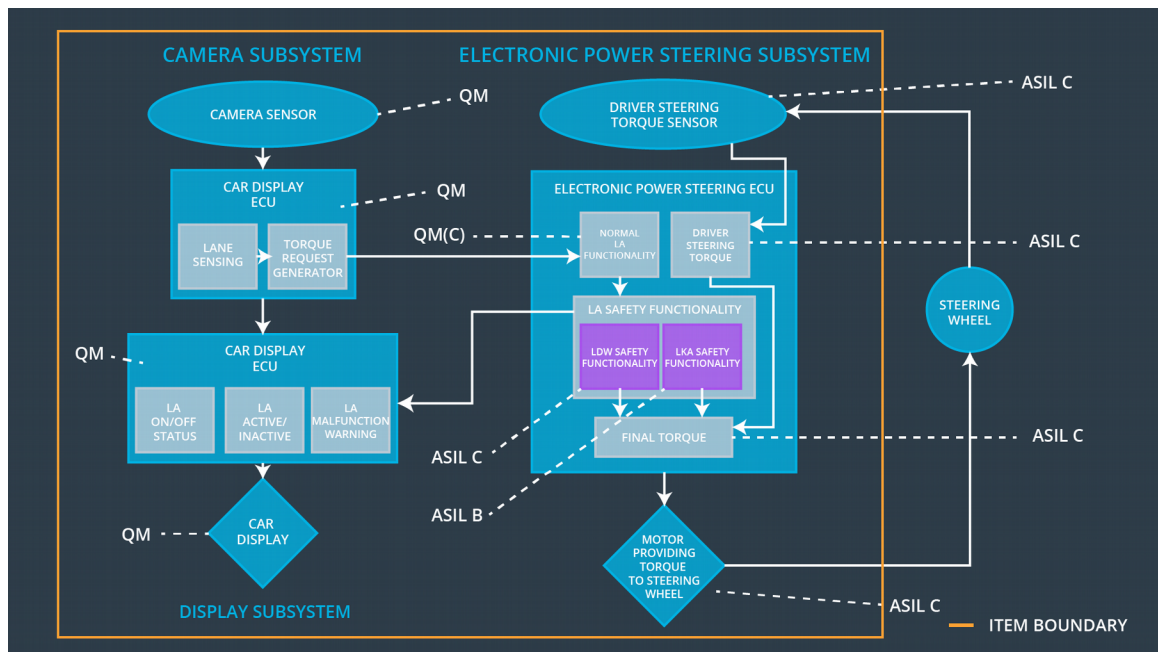 CAMERA SUBSYSTEM
ELECTRONIC POWER STEERING SUBSYSTEM
CAMERA SENSOR
QM
DRIVER STEERING
TORQUE SENSOR
ASIL C
CAR DISPLAY
ECU
QM
LANE
SENSING
TORQUE
REQUEST
GENERATOR
QM(C)
ELECTRONIC POWER STEERING ECU
NORMAL
LA
FUNCTIONALITY
DRIVER
STEERING
TORQUE
ASIL C
LA SAFETY FUNCTIONALITY
LDW SAFETY
FUNCTIONALITY
LKA SAFETY
FUNCTIONALITY
STEERING
WHEEL
QM
CAR DISPLAY
ECU
LA
ON/OFF
STATUS
LA
ACTIVE/
INACTIVE
LA
MALFUNCTION
WARNING
FINAL TORQUE
ASIL C
ASIL C
ASIL B
QM
CAR
DISPLAY
MOTOR
PROVIDING
TORQUE
TO STEERING
WHEEL
ASIL C
DISPLAY SUBSYSTEM
ITEM BOUNDARY